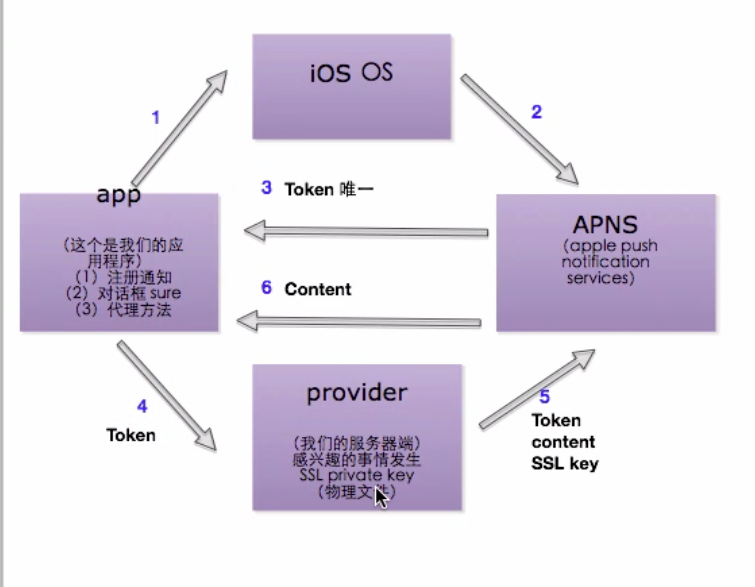 iOS OS
1
2
3 Token 唯一
app
（这个是我们的应
用程序）
（1）注册通知
（2）对话框 sure
（3）代理方法
APNS
(apple push
notification
services)
6 Content
provider
（我们的服务器端）
感兴趣的事情发生
SSL private key
（物理文件）
4
Token
5
Token
content
SSL key